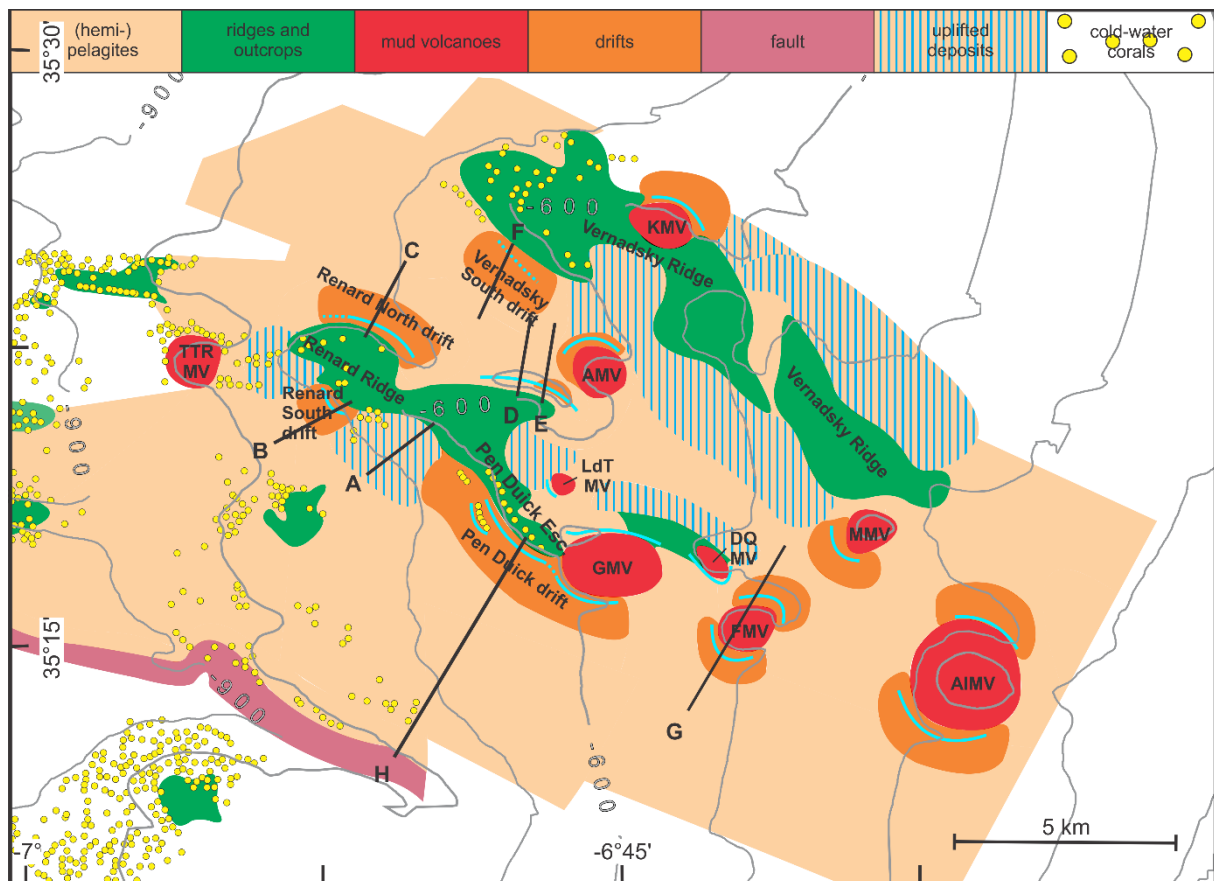 (hemi-)
pelagites
ridges and
outcrops
mud volcanoes
drifts
fault
uplifted
deposits
cold-water
corals
35°30'
-900
-600
KMV
Vernadsky Ridge
F
C
Vernadsky
South drift
Renard North drift
TTR
MV
Renard Ridge
AMV
Renard
South
drift
-600
D
E
Vernadsky Ridge
-600
B
A
Pen Duick Esc.
LdT
MV
MMV
DQ
MV
Pen Duick drift
GMV
FMV
35°15'
-900
AlMV
G
H
-600
5 km
-7°
-6°45'